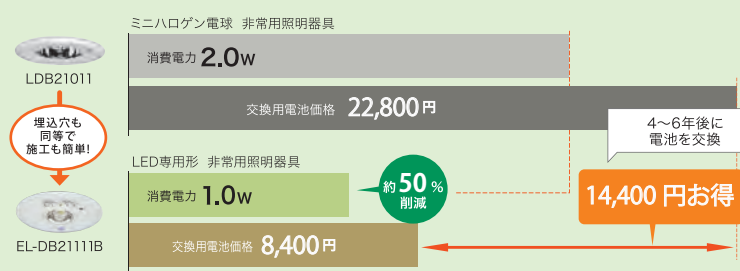 ミニハロゲン電球 非常用照明器具
消費電力 2.0W
LDB21011
交換用電池価格 22,800円
埋込穴も
同等で
施工も簡単!
4〜6年後に
電池を交換
LED専用形 非常用照明器具
消費電力 1.0W
約50%
削減
14,400円お得
EL-DB21111B
交換用電池価格 8,400円